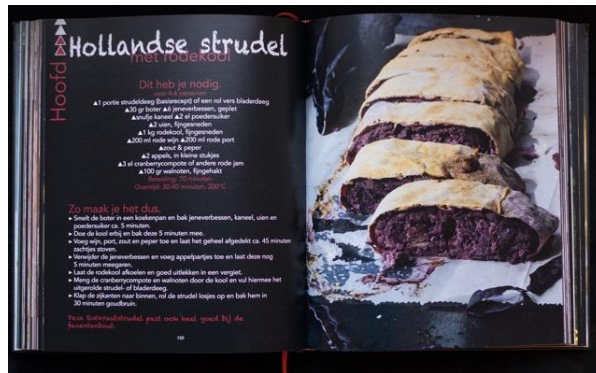 Hoofd
Hollandse strudel
met rodekool
Dit heb je nodig.
voor 4-6 personen
▲1 portie strudeldeeg (basisrecept) of een rol vers bladerdeeg
▲30 gr boter ▲6 jeneverbessen, geplet
▲snufje kaneel ▲2 el poedersuiker
▲2 uien, fijngesneden
▲1 kg rodekool, fijngesneden
▲200 ml rode wijn ▲200 ml rode port
▲zout & peper
▲2 appels, in kleine stukjes
▲3 el cranberrycompote of andere rode jam
▲100 gr walnoten, fijngehakt
Bereiding: 70 minuten
Oventijd: 30-40 minuten, 200°C
Zo maak je het dus.
▸ Smelt de boter in een koekenpan en bak jeneverbessen, kaneel, uien en
poedersuiker ca. 5 minuten.
▸ Doe de kool erbij en bak deze 5 minuten mee.
▸ Voeg wijn, port, zout en peper toe en laat het geheel afgedekt ca. 45 minuten
zachtjes stoven.
▸ Verwijder de jeneverbessen en voeg appelpartjes toe en laat deze nog
5 minuten meegaren.
▸ Laat de rodekool afkoelen en goed uitlekken in een vergiet.
▸ Meng de cranberrycompote en walnoten door de kool en vul hiermee het
uitgerolde strudel- of bladerdeeg.
▸ Klap de zijkanten naar binnen, rol de strudel losjes op en bak hem in
30 minuten goudbruin.
Deze past ook heel goed bij de
150